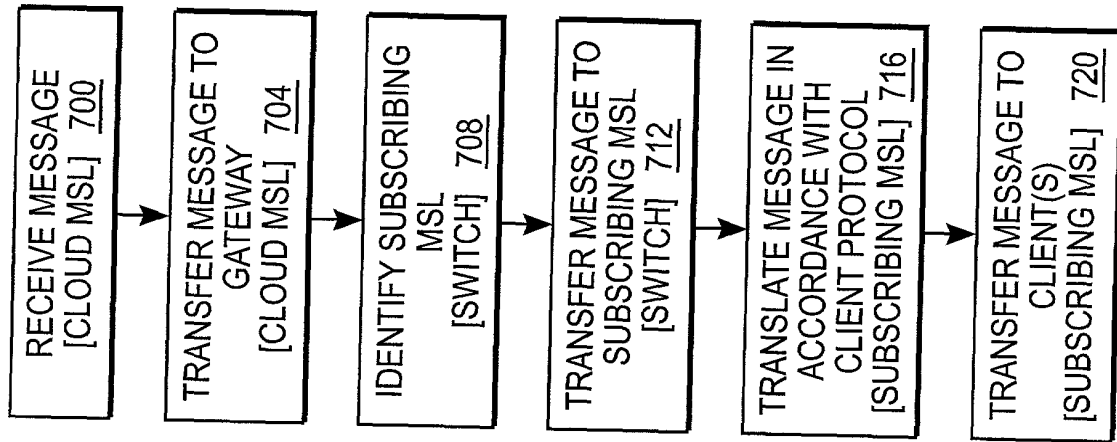 RECEIVE MESSAGE
[CLOUD MSL] 700
TRANSFER MESSAGE TO
GATEWAY
[CLOUD MSL] 704
IDENTIFY SUBSCRIBING
MSL
[SWITCH] 708
TRANSFER MESSAGE TO
SUBSCRIBING MSL
[SWITCH] 712
TRANSLATE MESSAGE IN
ACCORDANCE WITH
CLIENT PROTOCOL
[SUBSCRIBING MSL] 716
TRANSFER MESSAGE TO
CLIENT(S)
[SUBSCRIBING MSL] 720